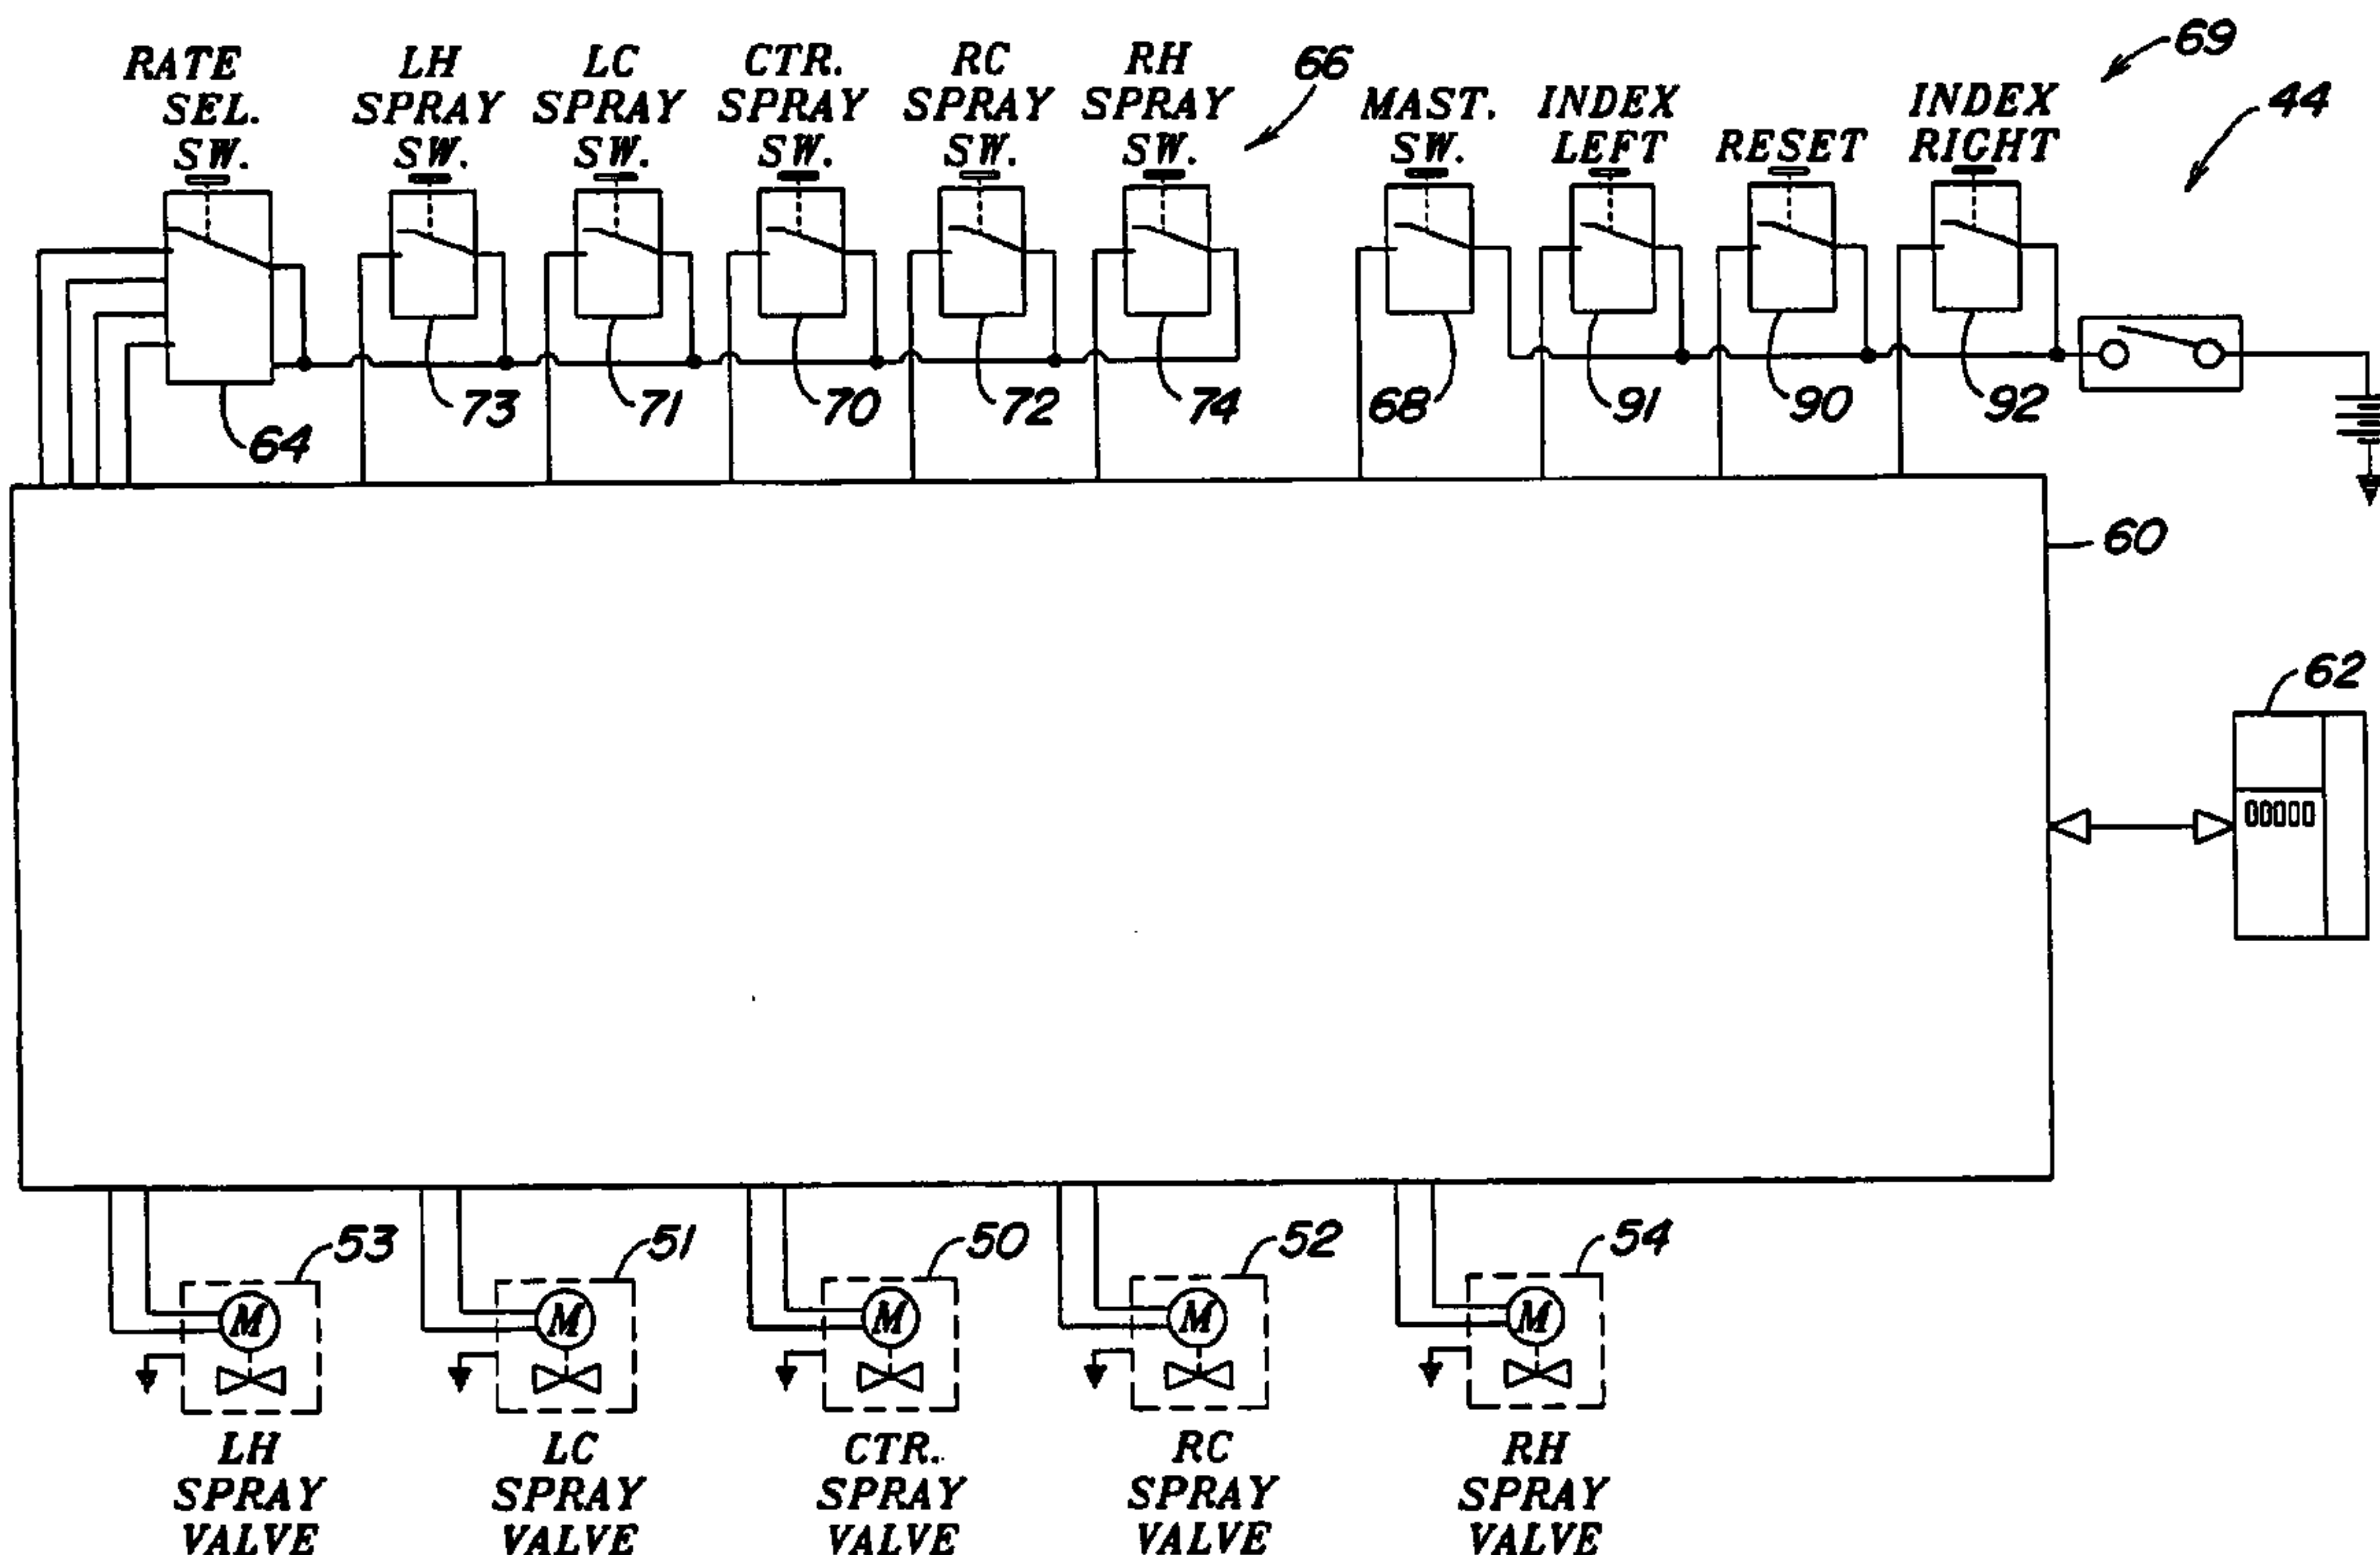 RATE
SEL.
SW.
LH
SPRAY
SW.
LC
SPRAY
SW.
CTR.
SPRAY
SW.
RC
SPRAY
SW.
RH
SPRAY
SW.
66
MAST.
SW.
INDEX
LEFT
RESET
INDEX
RIGHT
69
44
64
73
71
70
72
74
68
91
90
92
60
62
00000
53
51
50
52
54
M
M
M
M
M
LH
SPRAY
VALVE
LC
SPRAY
VALVE
CTR.
SPRAY
VALVE
RC
SPRAY
VALVE
RH
SPRAY
VALVE